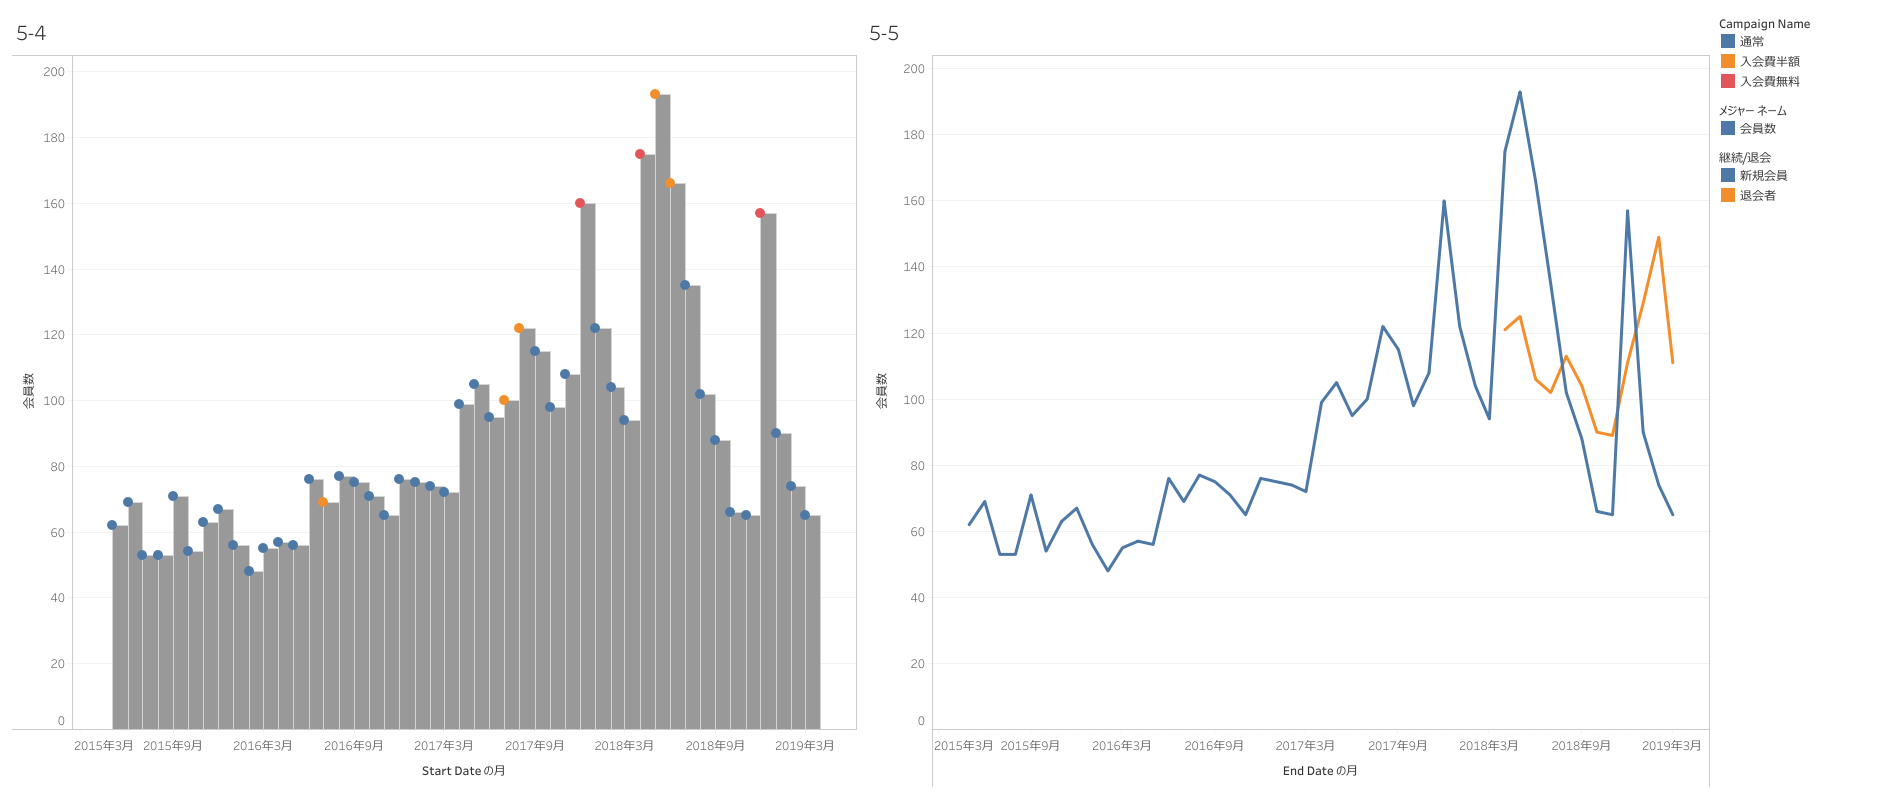 5-4
200
180
160
140
120
100
80
60
40
20
0
会員数
2015年3月 2015年9月 2016年3月 2016年9月 2017年3月 2017年9月 2018年3月 2018年9月 2019年3月
Start Date の月
5-5
200
180
160
140
120
100
80
60
40
20
0
会員数
2015年3月 2015年9月 2016年3月 2016年9月 2017年3月 2017年9月 2018年3月 2018年9月 2019年3月
End Date の月
Campaign Name
通常
入会費半額
入会費無料
メジャー ネーム
会員数
継続/退会
新規会員
退会者